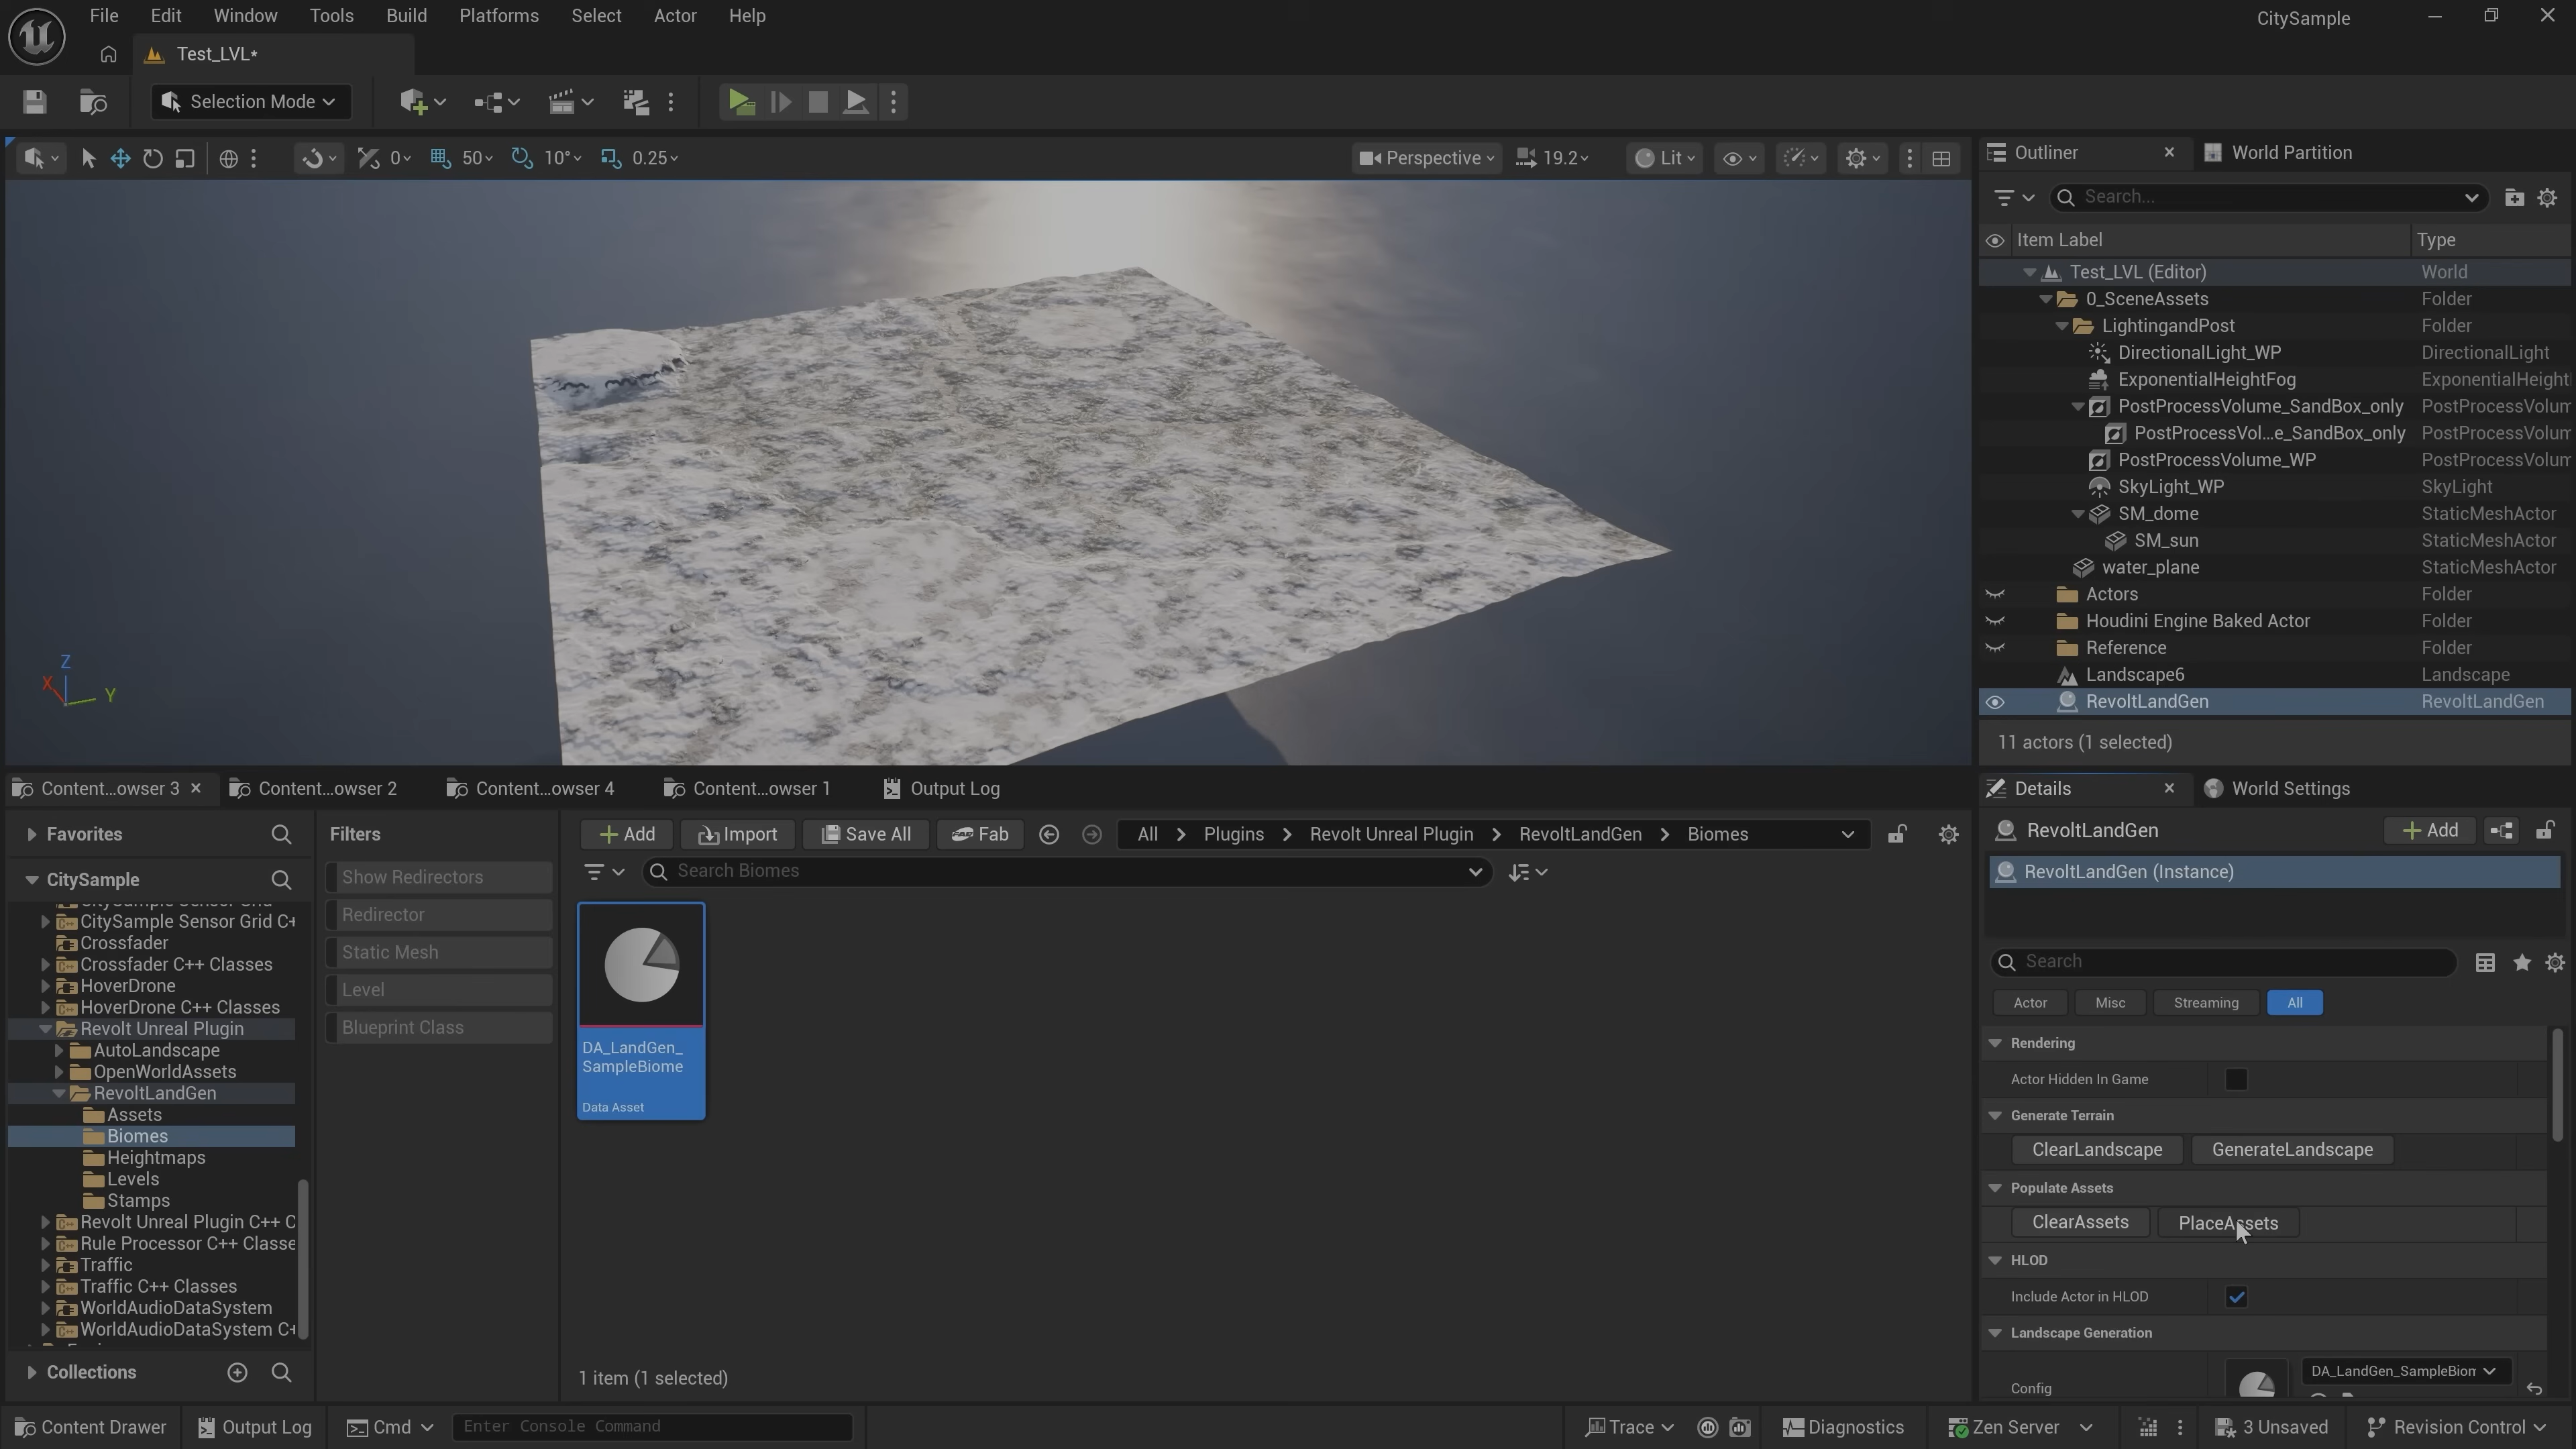 File Edit Window Tools Build Platforms Select Actor Help CitySample
Test_LVL*
Selection Mode
0 50 10° 0.25 Perspective 19.2 Lit
Outliner World Partition
Search...
Item Label Type
Test_LVL (Editor) World
0_SceneAssets Folder
LightingandPost Folder
DirectionalLight_WP DirectionalLight
ExponentialHeightFog ExponentialHeight
PostProcessVolume_SandBox_only PostProcessVolum
PostProcessVol...e_SandBox_only PostProcessVolum
PostProcessVolume_WP PostProcessVolum
SkyLight_WP SkyLight
SM_dome StaticMeshActor
SM_sun StaticMeshActor
water_plane StaticMeshActor
Actors Folder
Houdini Engine Baked Actor Folder
Reference Folder
Landscape6 Landscape
RevoltLandGen RevoltLandGen
11 actors (1 selected)
Z
X
Y
Content...owser 3 Content...owser 2 Content...owser 4 Content...owser 1 Output Log
Favorites
CitySample
CitySample Sensor Grid C+
Crossfader
Crossfader C++ Classes
HoverDrone
HoverDrone C++ Classes
Revolt Unreal Plugin
AutoLandscape
OpenWorldAssets
RevoltLandGen
Assets
Biomes
Heightmaps
Levels
Stamps
Revolt Unreal Plugin C++ C
Rule Processor C++ Classe
Traffic
Traffic C++ Classes
WorldAudioDataSystem
WorldAudioDataSystem C+
Collections
Filters
Show Redirectors
Redirector
Static Mesh
Level
Blueprint Class
Add Import Save All Fab All Plugins Revolt Unreal Plugin RevoltLandGen Biomes
Search Biomes
DA_LandGen_
SampleBiome
Data Asset
1 item (1 selected)
Details World Settings
RevoltLandGen Add
RevoltLandGen (Instance)
Search
Actor Misc Streaming All
Rendering
Actor Hidden In Game
Generate Terrain
ClearLandscape GenerateLandscape
Populate Assets
ClearAssets PlaceAssets
HLOD
Include Actor in HLOD
Landscape Generation
Config DA_LandGen_SampleBiom
Content Drawer Output Log Cmd Enter Console Command Trace Diagnostics Zen Server 3 Unsaved Revision Control